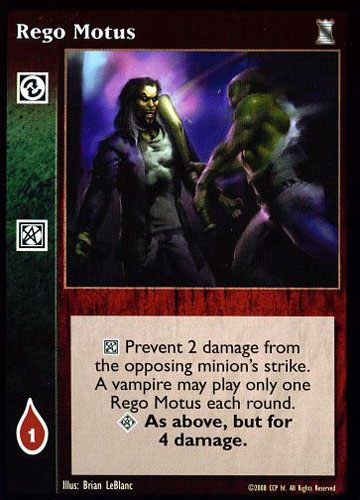 Rego Motus
Prevent 2 damage from
the opposing minion's strike.
A vampire may play only one
Rego Motus each round.
As above, but for
4 damage.
1
Illus: Brian LeBlanc
©2008 CCP hf. All Rights Reserved